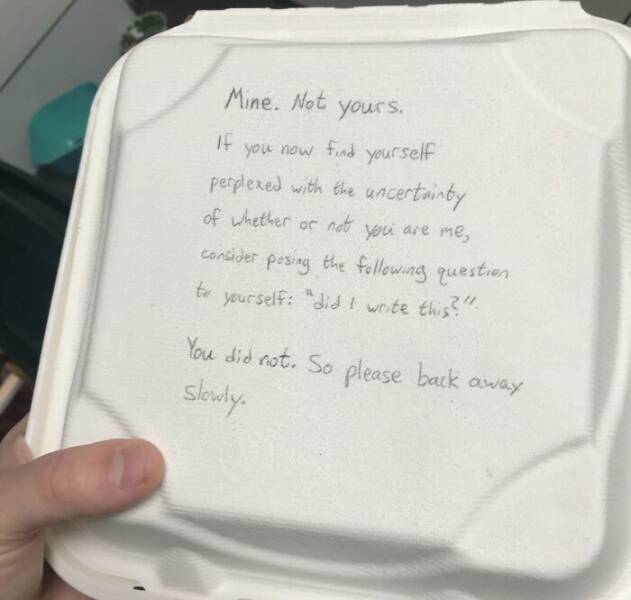 Mine. Not yours.
If you now find yourself
perplexed with the uncertainty
of whether or not you are me,
consider posing the following question
to yourself: "did I write this?".
You did not. So please back away
slowly.